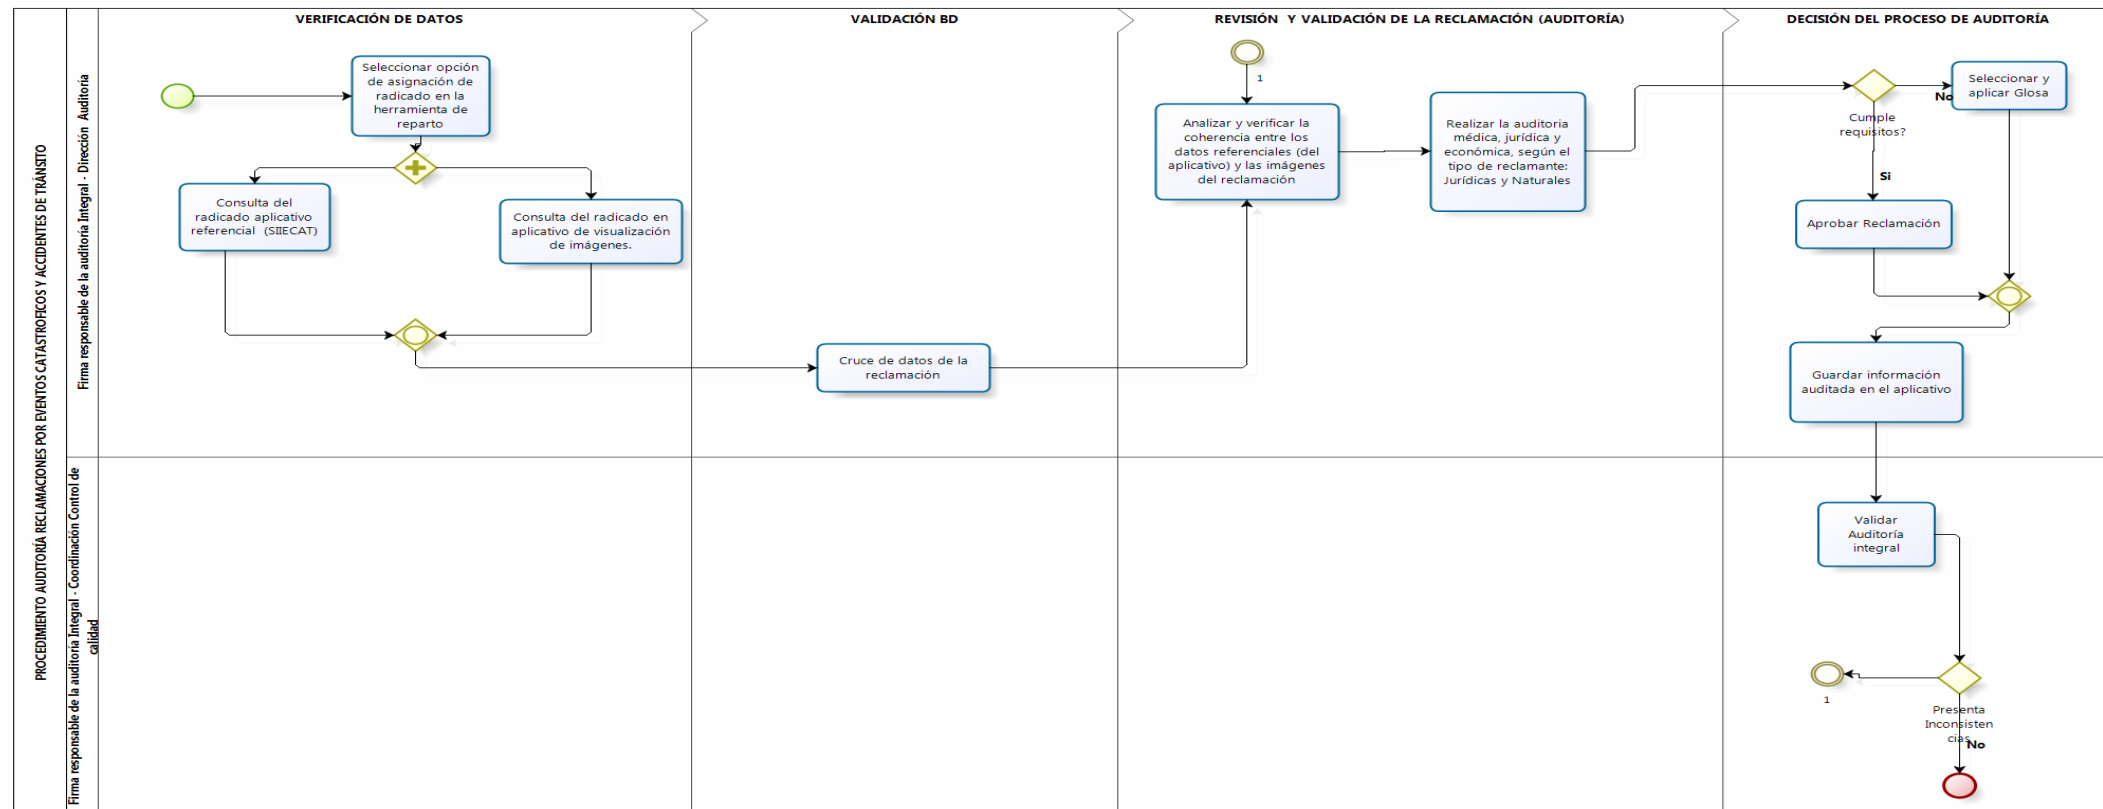 PROCEDIMIENTO AUDITORÍA RECLAMACIONES POR EVENTOS CATASTROFICOS Y ACCIDENTES DE TRÁNSITO
Firma responsable de la auditoría Integral - Dirección Auditoría
VERIFICACIÓN DE DATOS
VALIDACIÓN BD
REVISIÓN Y VALIDACIÓN DE LA RECLAMACIÓN (AUDITORÍA)
DECISIÓN DEL PROCESO DE AUDITORÍA
Seleccionar opción
de asignación de
radicado en la
herramienta de
reparto
Consulta del
radicado aplicativo
referencial (SIIECAT)
Consulta del radicado en
aplicativo de visualización
de imágenes.
Cruce de datos de la
reclamación
1
Analizar y verificar la
coherencia entre los
datos referenciales (del
aplicativo) y las imágenes
del reclamación
Realizar la auditoria
médica, jurídica y
económica, según el
tipo de reclamante:
Jurídicas y Naturales
Cumple
requisitos?
No
Seleccionar y
aplicar Glosa
Si
Aprobar Reclamación
Guardar información
auditada en el aplicativo
Firma responsable de la auditoría Integral - Coordinación Control de
calidad
Validar
Auditoría
integral
1
Presenta
Inconsisten
cias
No